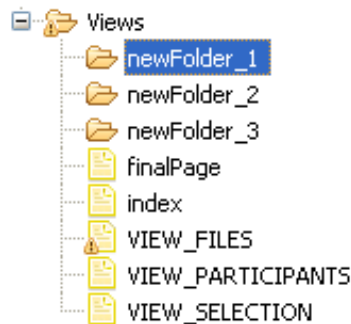 Views
newFolder_1
newFolder_2
newFolder_3
finalPage
index
VIEW_FILES
VIEW_PARTICIPANTS
VIEW_SELECTION